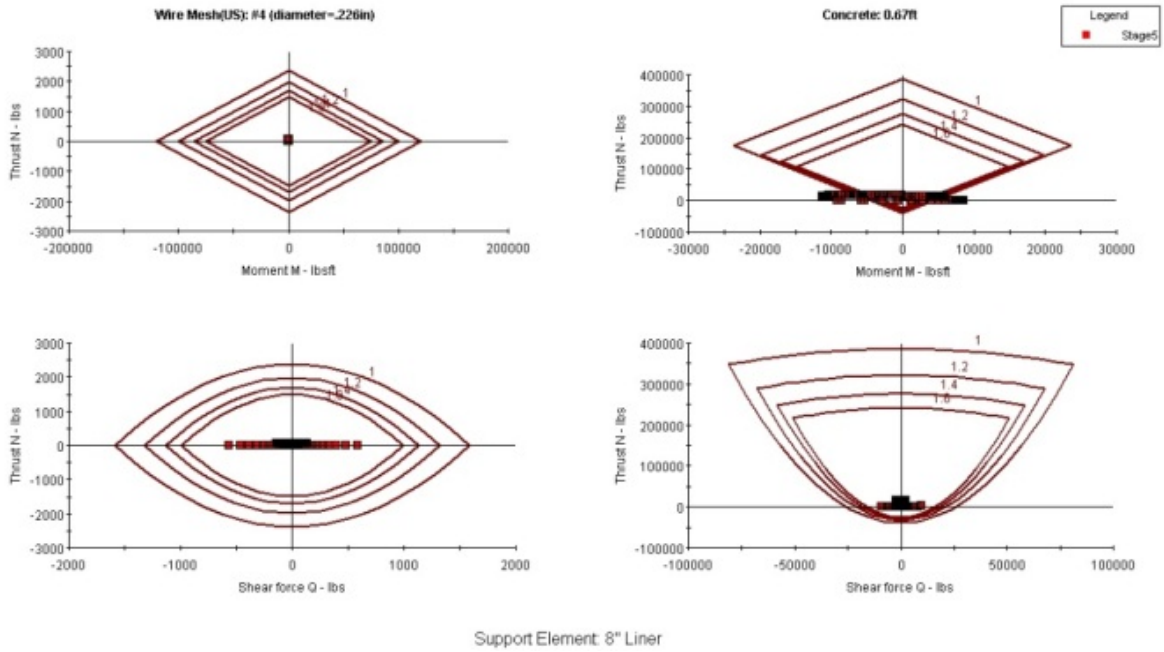 Wire Mesh(US): #4 (diameter=.226in)
Concrete: 0.67ft
Legend
Stage5
Thrust N - lbs
3000
2000
1000
0
-1000
-2000
-3000
1
-200000 -100000 0 100000 200000
Moment M - lbsft
Thrust N - lbs
400000
300000
200000
100000
0
-100000
1
1.2
1.4
1.6
-30000 -20000 -10000 0 10000 20000 30000
Moment M - lbsft
Thrust N - lbs
3000
2000
1000
0
-1000
-2000
-3000
1
1.2
-2000 -1000 0 1000 2000
Shear force Q - lbs
Thrust N - lbs
400000
300000
200000
100000
0
-100000
1
1.2
1.4
1.6
-100000 -50000 0 50000 100000
Shear force Q - lbs
Support Element: 8" Liner